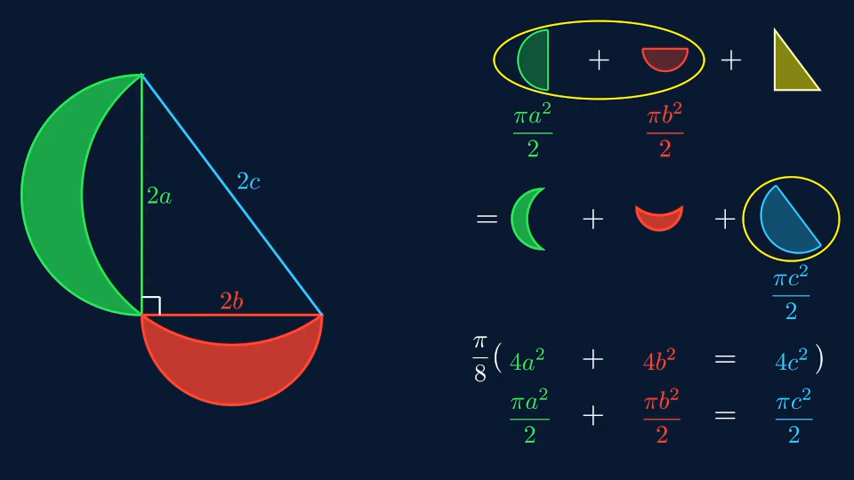 2a
2c
2b
+ +
πa²/2 πb²/2
= + +
πc²/2
π/8 ( 4a² + 4b² = 4c² )
πa²/2 + πb²/2 = πc²/2